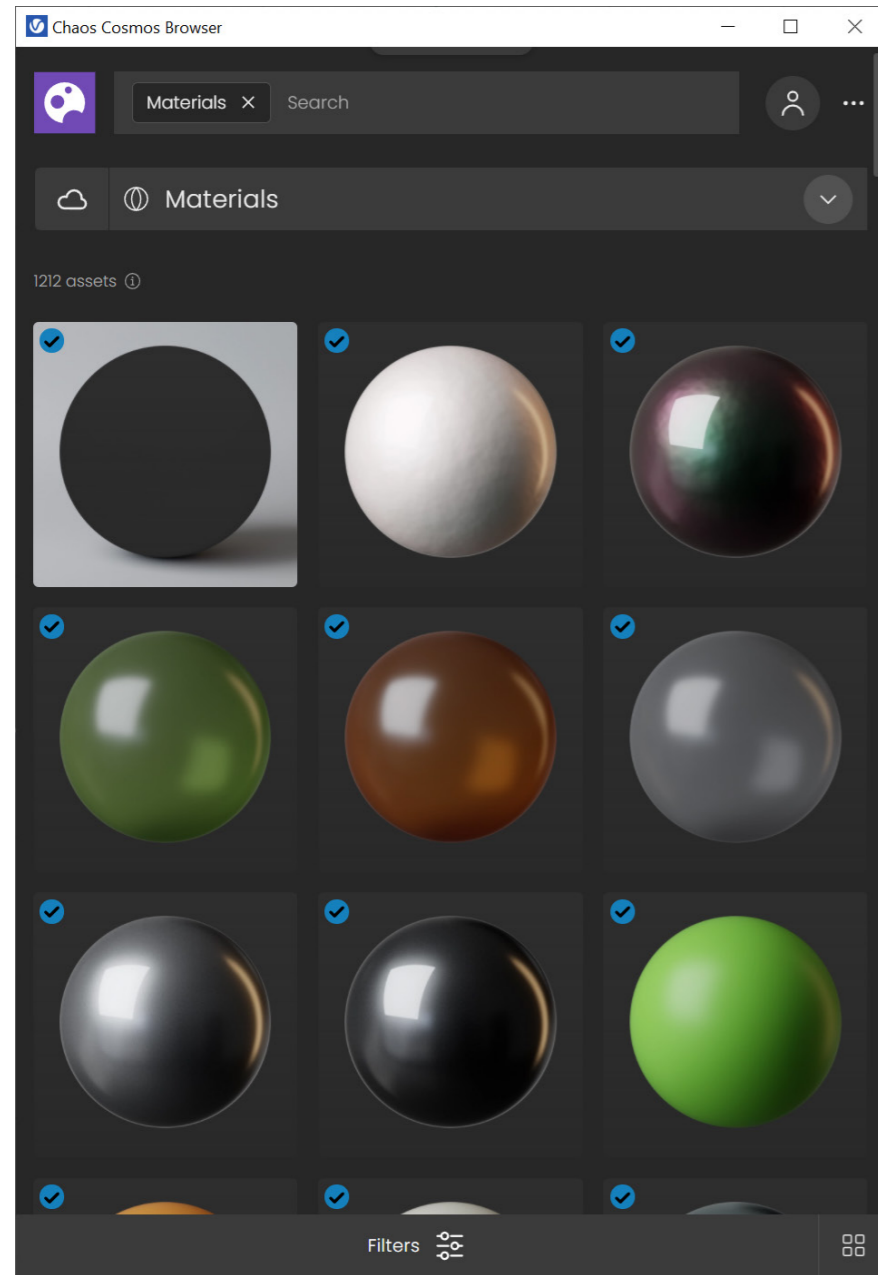 Chaos Cosmos Browser
Materials Search
Materials
1212 assets
Filters